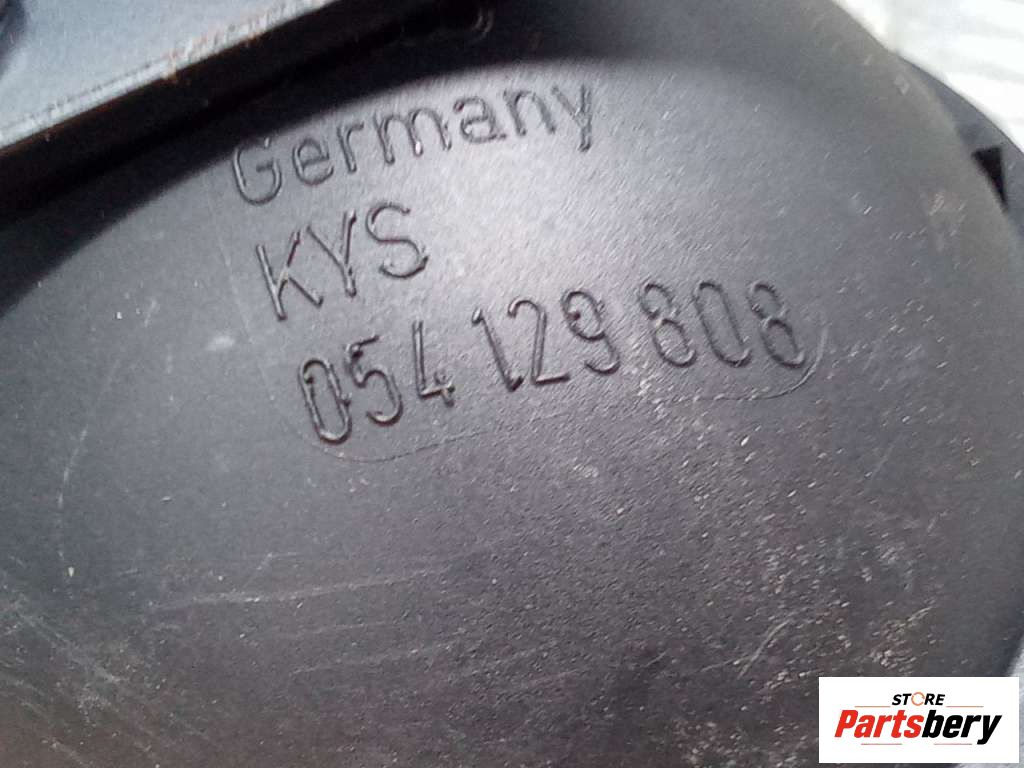 Germany
KYS
054 129 808
STORE
Partsbery